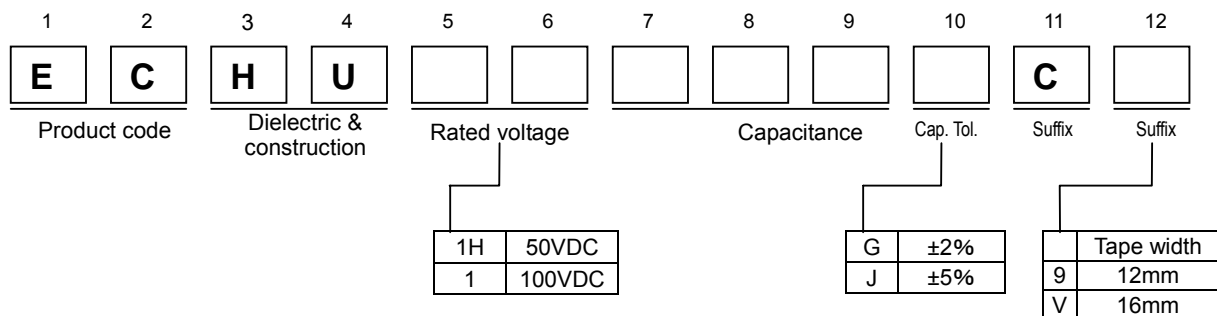 1 2 3 4 5 6 7 8 9 10 11 12
E C H U C
Product code
Dielectric &
construction
Rated voltage
Capacitance
Cap. Tol.
Suffix
Suffix
1H 50VDC
1 100VDC
G ±2%
J ±5%
Tape width
9 12mm
V 16mm